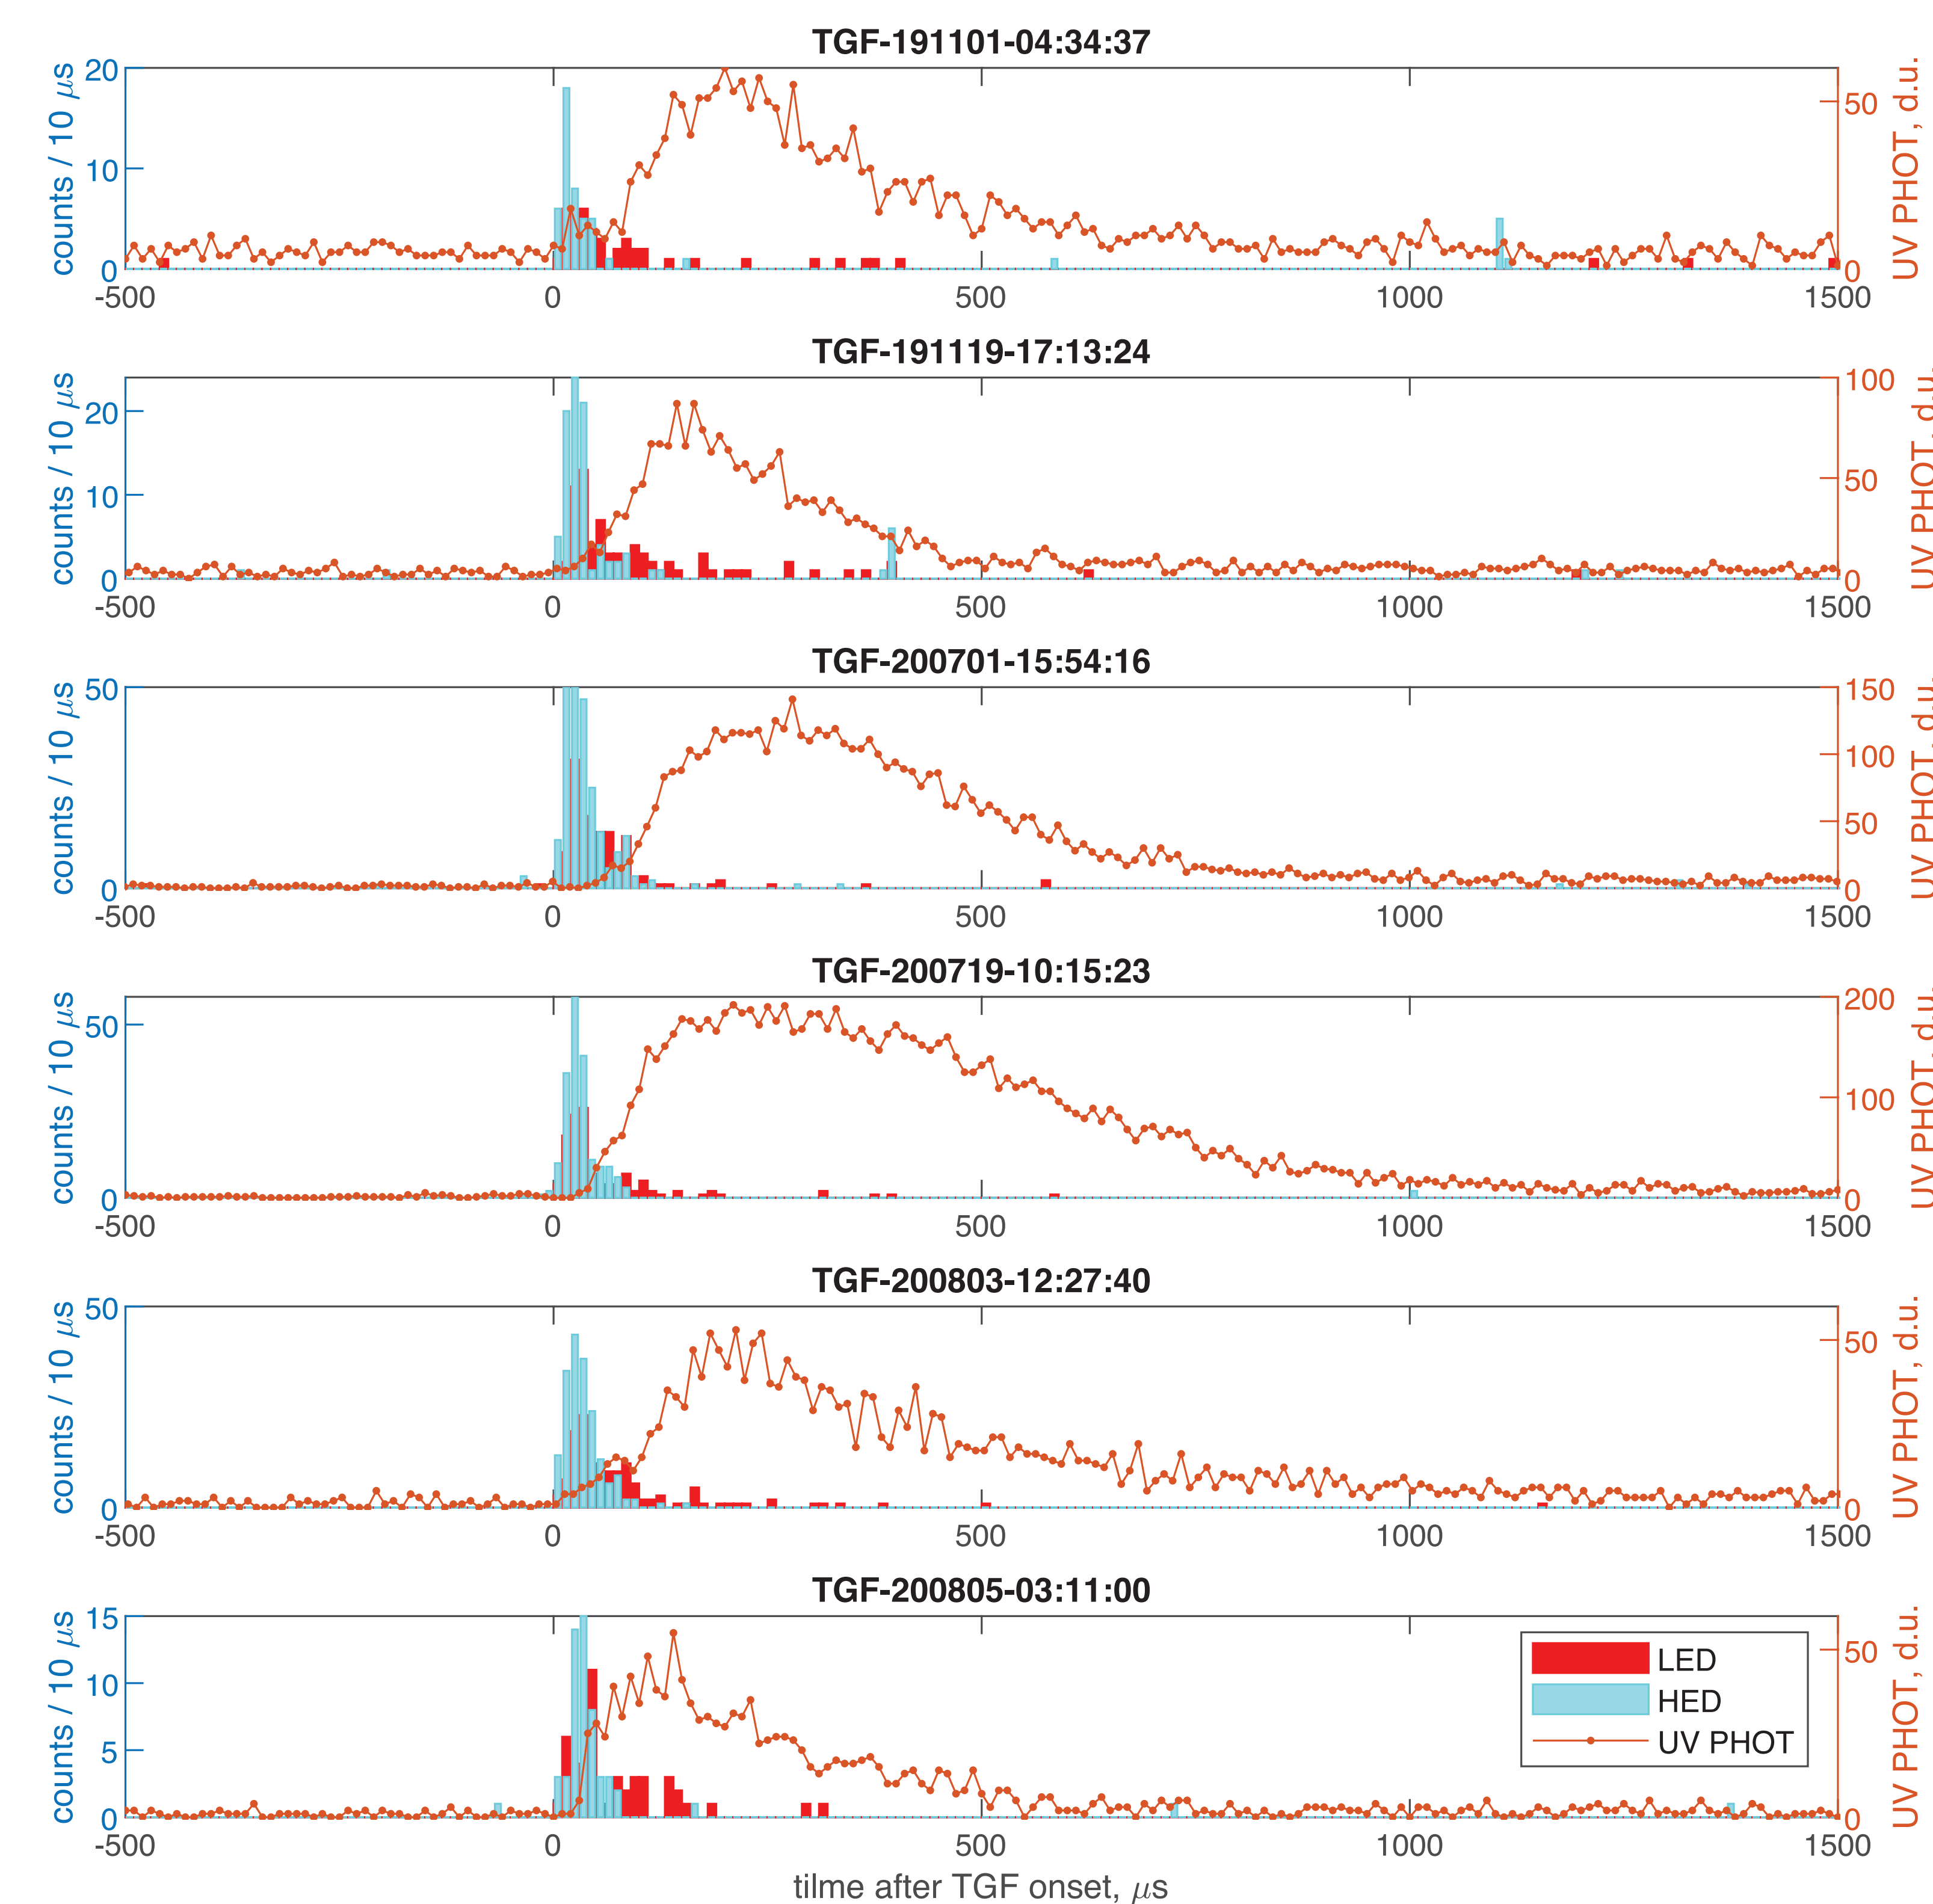 TGF-191101-04:34:37
20
10
0
counts / 10 μs
50
0
UV PHOT, d.u.
-500 0 500 1000 1500
TGF-191119-17:13:24
20
10
0
counts / 10 μs
100
50
0
UV PHOT, d.u.
-500 0 500 1000 1500
TGF-200701-15:54:16
50
0
counts / 10 μs
150
100
50
0
UV PHOT, d.u.
-500 0 500 1000 1500
TGF-200719-10:15:23
50
0
counts / 10 μs
200
100
0
UV PHOT, d.u.
-500 0 500 1000 1500
TGF-200803-12:27:40
50
0
counts / 10 μs
50
0
UV PHOT, d.u.
-500 0 500 1000 1500
TGF-200805-03:11:00
15
10
5
0
counts / 10 μs
50
0
UV PHOT, d.u.
LED
HED
UV PHOT
-500 0 500 1000 1500
tilme after TGF onset, μs